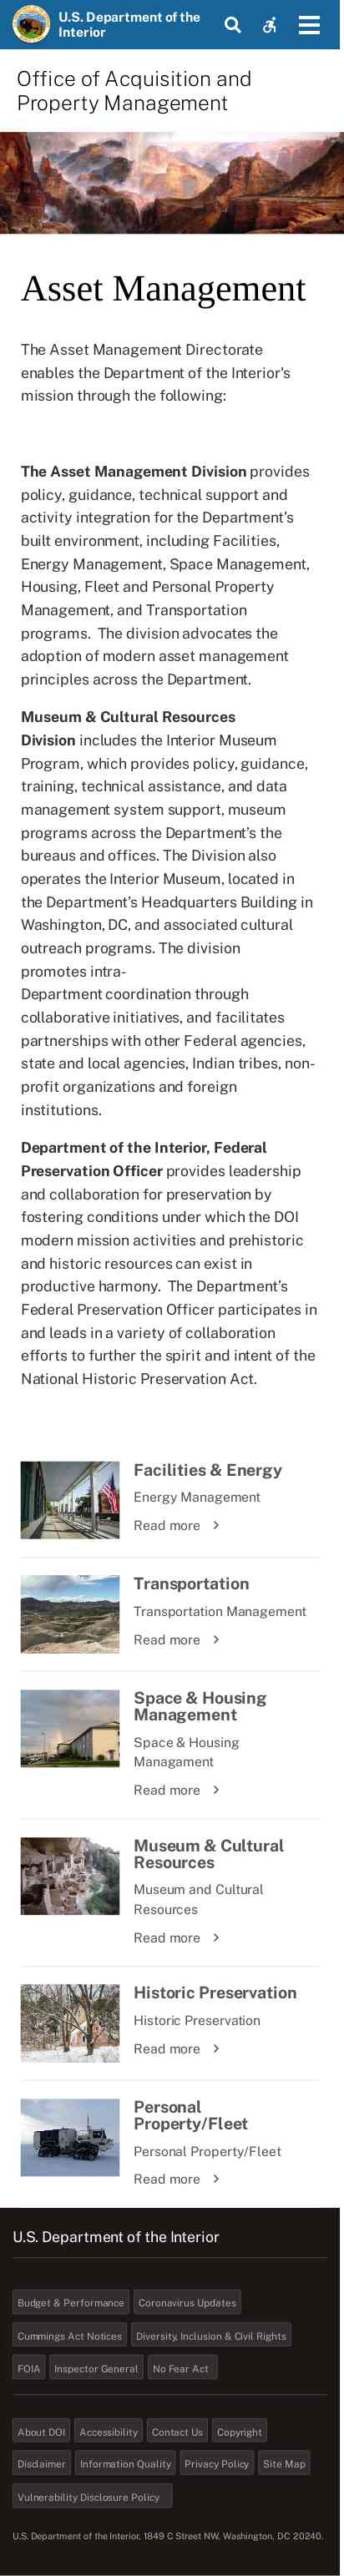 U.S. Department of the
Interior
Office of Acquisition and
Property Management
Asset Management
The Asset Management Directorate
enables the Department of the Interior's
mission through the following:
The Asset Management Division provides
policy, guidance, technical support and
activity integration for the Department’s
built environment, including Facilities,
Energy Management, Space Management,
Housing, Fleet and Personal Property
Management, and Transportation
programs.  The division advocates the
adoption of modern asset management
principles across the Department.
Museum & Cultural Resources
Division includes the Interior Museum
Program, which provides policy, guidance,
training, technical assistance, and data
management system support, museum
programs across the Department’s the
bureaus and offices. The Division also
operates the Interior Museum, located in
the Department’s Headquarters Building in
Washington, DC, and associated cultural
outreach programs. The division
promotes intra-
Department coordination through
collaborative initiatives, and facilitates
partnerships with other Federal agencies,
state and local agencies, Indian tribes, non-
profit organizations and foreign
institutions.
Department of the Interior, Federal
Preservation Officer provides leadership
and collaboration for preservation by
fostering conditions under which the DOI
modern mission activities and prehistoric
and historic resources can exist in
productive harmony.  The Department’s
Federal Preservation Officer participates in
and leads in a variety of collaboration
efforts to further the spirit and intent of the
National Historic Preservation Act.
Facilities & Energy
Energy Management
Read more
Transportation
Transportation Management
Read more
Space & Housing
Management
Space & Housing
Managament
Read more
Museum & Cultural
Resources
Museum and Cultural
Resources
Read more
Historic Preservation
Historic Preservation
Read more
Personal
Property/Fleet
Personal Property/Fleet
Read more
U.S. Department of the Interior
Budget & Performance Coronavirus Updates
Cummings Act Notices Diversity, Inclusion & Civil Rights
FOIA Inspector General No Fear Act
About DOI Accessibility Contact Us Copyright
Disclaimer Information Quality Privacy Policy Site Map
Vulnerability Disclosure Policy
U.S. Department of the Interior, 1849 C Street NW, Washington, DC 20240.